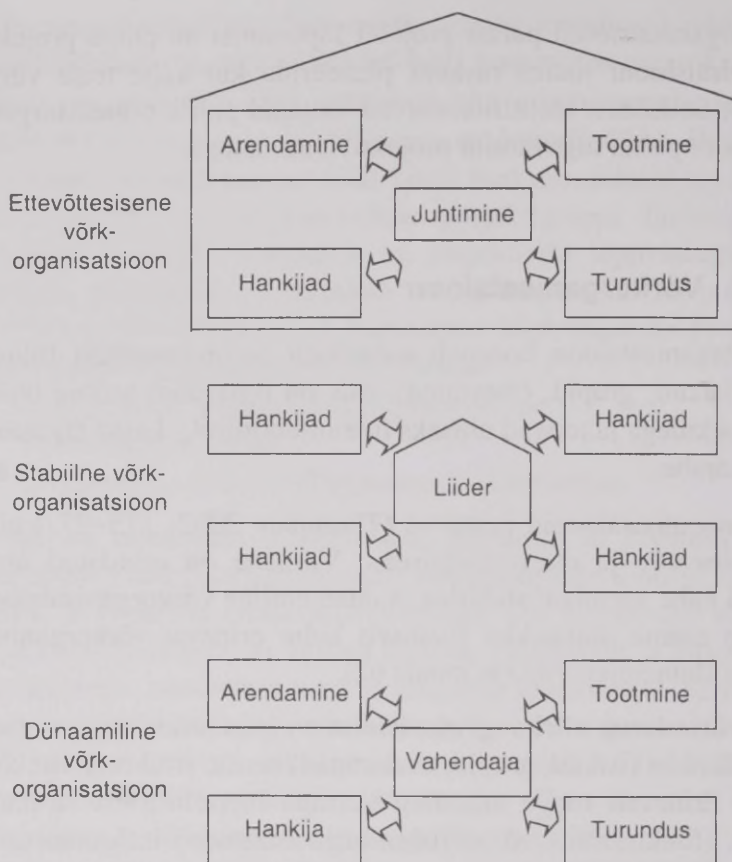 Arendamine
Tootmine
Ettevõttesisene
võrk-
organisatsioon
Juhtimine
Hankijad
Turundus
Hankijad
Hankijad
Stabiilne võrk-
organisatsioon
Liider
Hankijad
Hankijad
Arendamine
Tootmine
Dünaamiline
võrk-
organisatsioon
Vahendaja
Hankija
Turundus